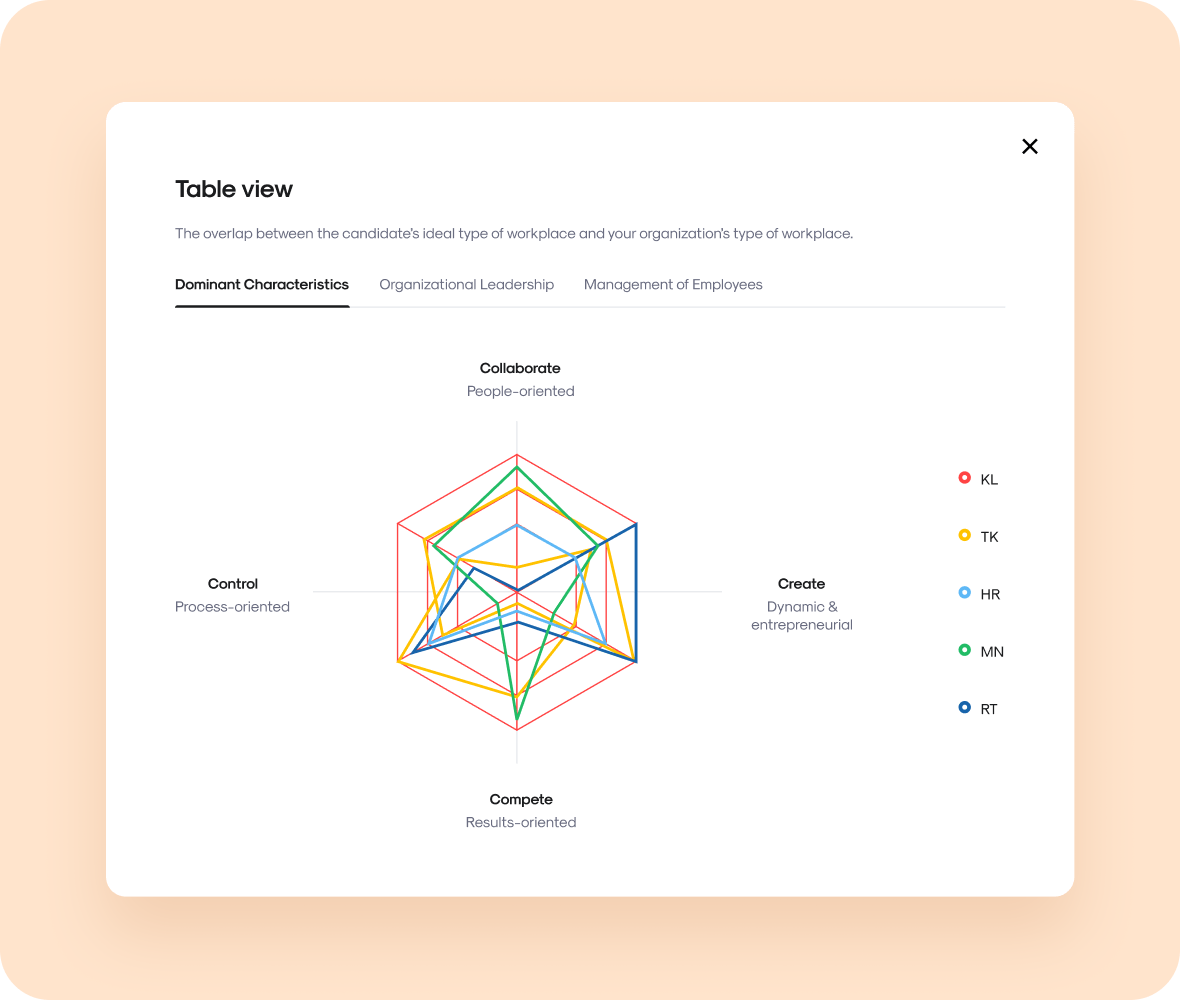 Table view
The overlap between the candidate's ideal type of workplace and your organization's type of workplace.
Dominant Characteristics
Organizational Leadership
Management of Employees
Collaborate
People-oriented
KL
TK
Control
Process-oriented
Create
Dynamic &
entrepreneurial
HR
MN
RT
Compete
Results-oriented